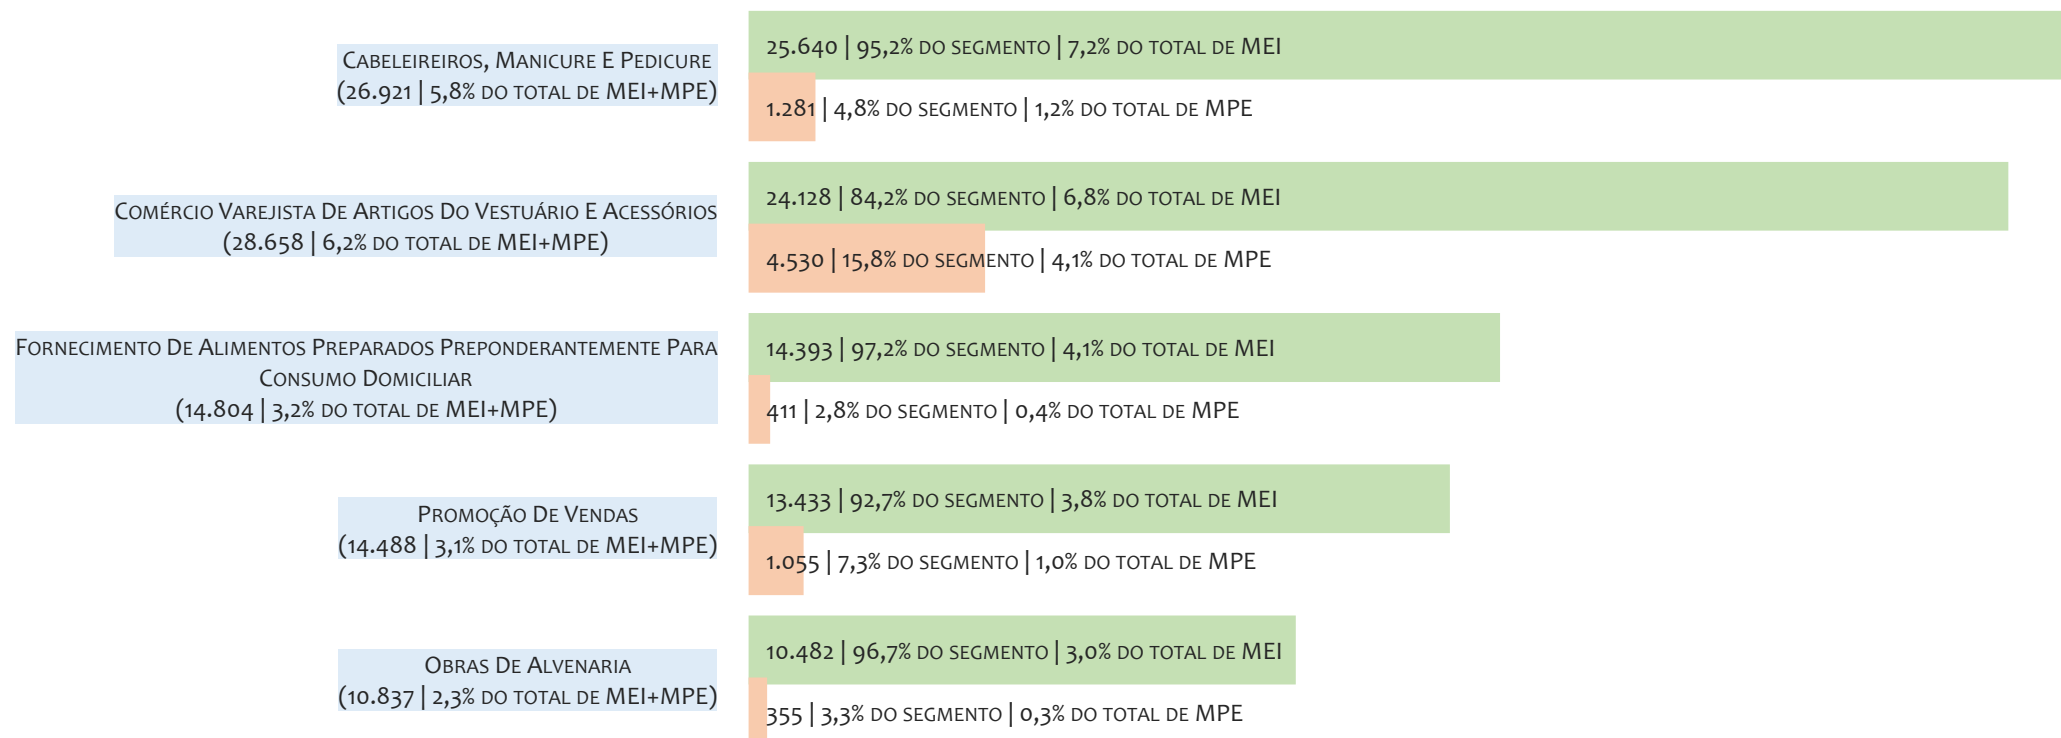 Cabeleireiros, Manicure E Pedicure
(26.921 | 5,8% do total de MEI+MPE)
25.640 | 95,2% do segmento | 7,2% do total de MEI
1.281 | 4,8% do segmento | 1,2% do total de MPE
Comércio Varejista De Artigos Do Vestuário E Acessórios
(28.658 | 6,2% do total de MEI+MPE)
24.128 | 84,2% do segmento | 6,8% do total de MEI
4.530 | 15,8% do segmento | 4,1% do total de MPE
Fornecimento De Alimentos Preparados Preponderantemente Para
Consumo Domiciliar
(14.804 | 3,2% do total de MEI+MPE)
14.393 | 97,2% do segmento | 4,1% do total de MEI
411 | 2,8% do segmento | 0,4% do total de MPE
Promoção De Vendas
(14.488 | 3,1% do total de MEI+MPE)
13.433 | 92,7% do segmento | 3,8% do total de MEI
1.055 | 7,3% do segmento | 1,0% do total de MPE
Obras De Alvenaria
(10.837 | 2,3% do total de MEI+MPE)
10.482 | 96,7% do segmento | 3,0% do total de MEI
355 | 3,3% do segmento | 0,3% do total de MPE